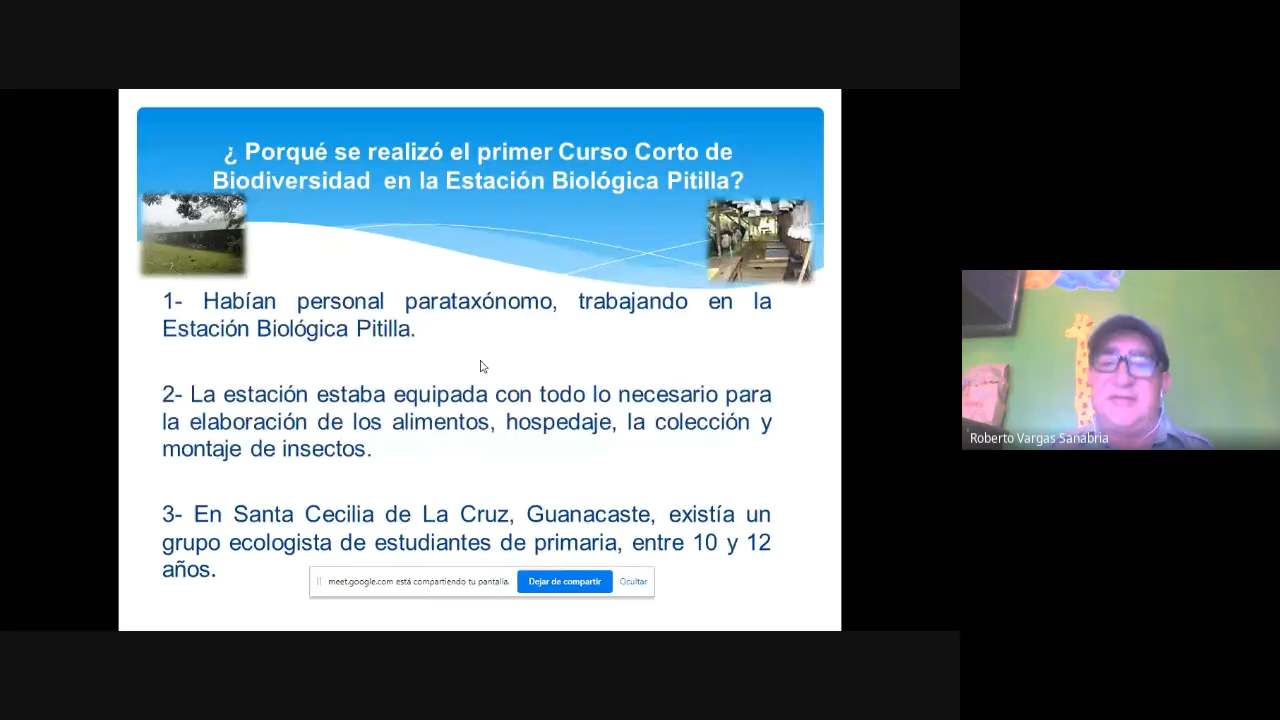 ¿ Porqué se realizó el primer Curso Corto de
Biodiversidad en la Estación Biológica Pitilla?
1- Habían personal parataxónomo, trabajando en la
Estación Biológica Pitilla.
2- La estación estaba equipada con todo lo necesario para
la elaboración de los alimentos, hospedaje, la colección y
montaje de insectos.
3- En Santa Cecilia de La Cruz, Guanacaste, existía un
grupo ecologista de estudiantes de primaria, entre 10 y 12
años.
meet.google.com está compartiendo tu pantalla.
Dejar de compartir
Ocultar
Roberto Vargas Sanabria